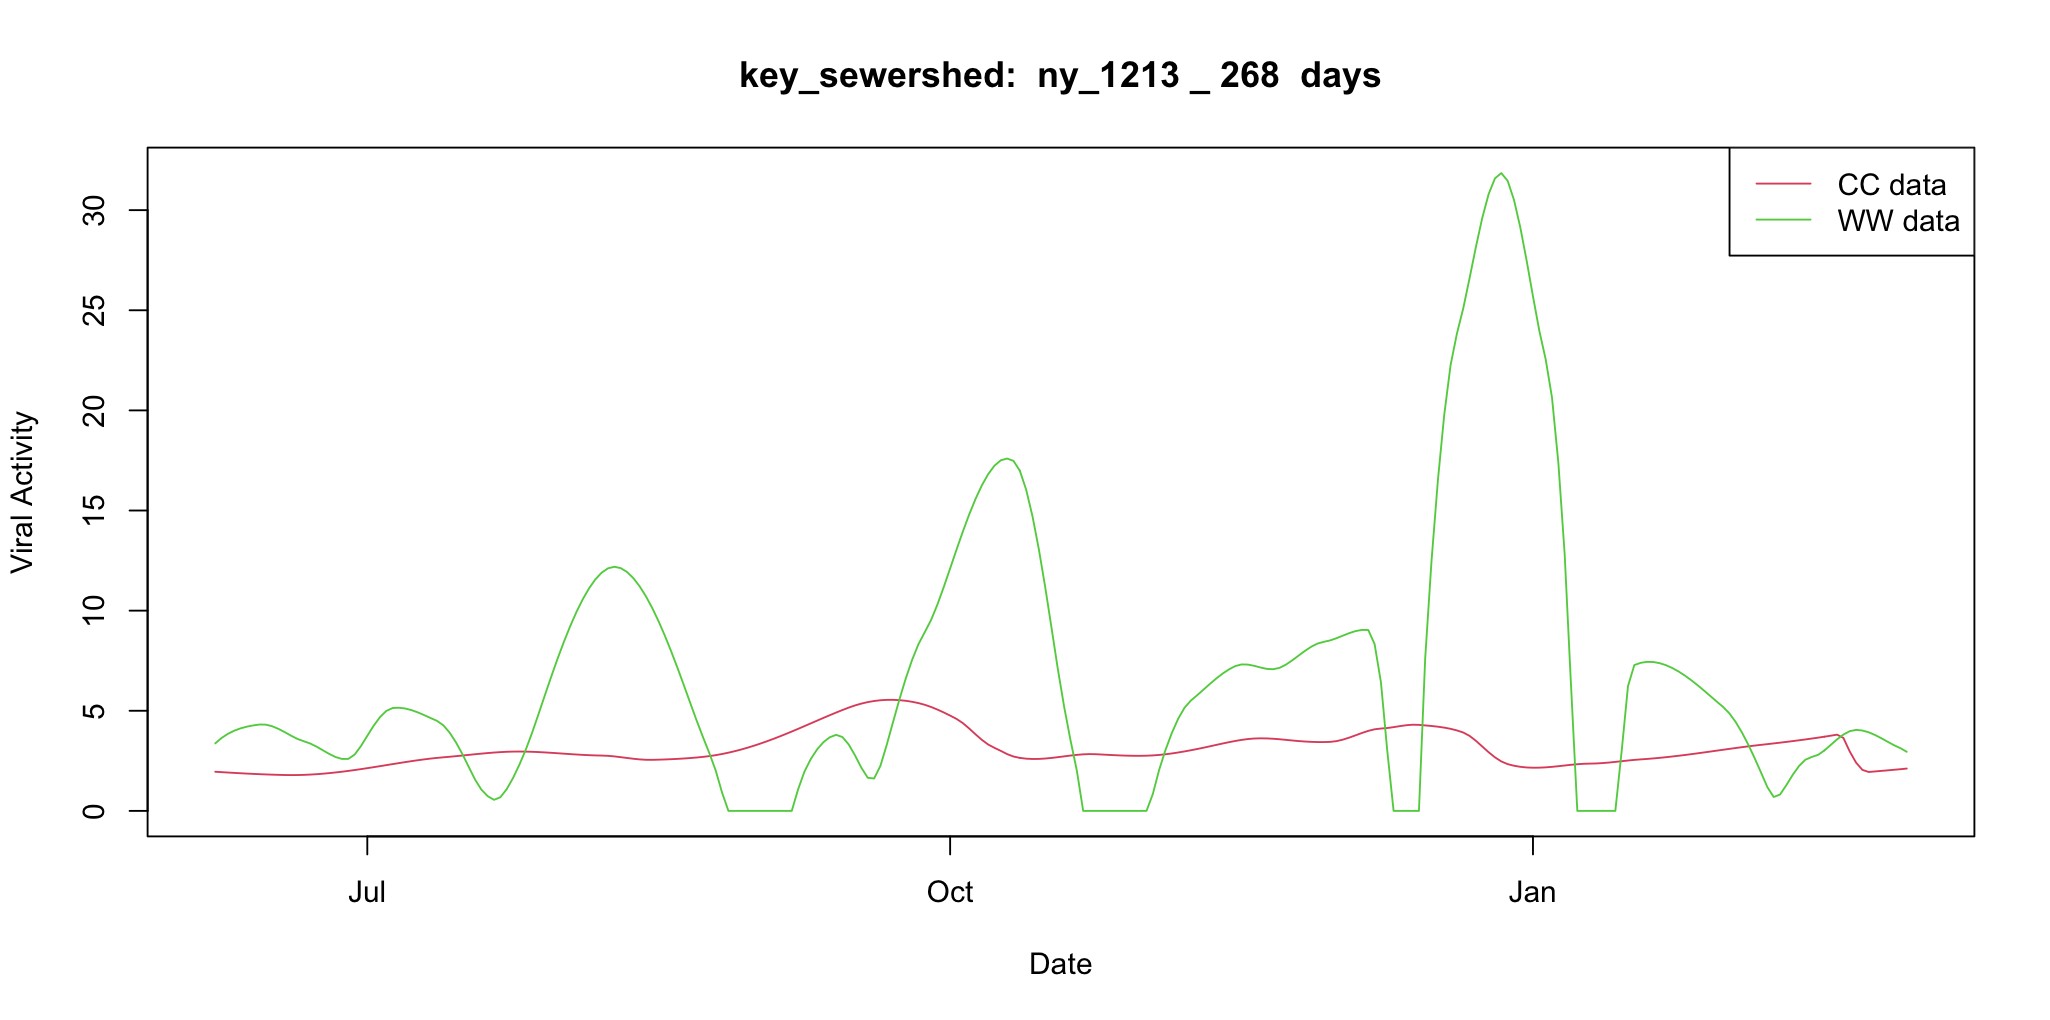 key_sewershed: ny_1213 _ 268 days
CC data
WW data
30
25
20
15
10
5
0
Viral Activity
Jul
Oct
Jan
Date